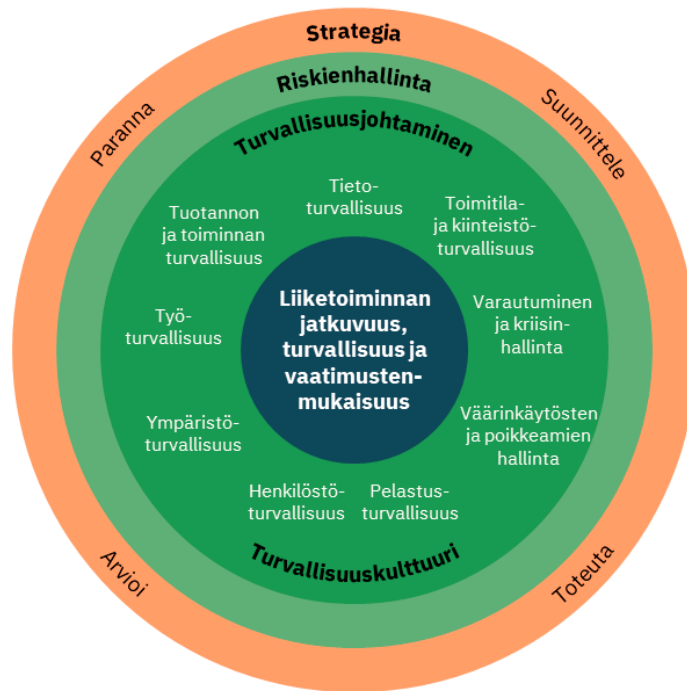 Strategia
Riskienhallinta
Turvallisuusjohtaminen
Paranna
Suunnittele
Tieto-
turvallisuus
Toimitila-
ja kiinteistö-
turvallisuus
Varautuminen
ja kriisin-
hallinta
Väärinkäytösten
ja poikkeamien
hallinta
Pelastus-
turvallisuus
Henkilöstö-
turvallisuus
Ympäristö-
turvallisuus
Työ-
turvallisuus
Tuotannon
ja toiminnan
turvallisuus
Liiketoiminnan
jatkuvuus,
turvallisuus ja
vaatimusten-
mukaisuus
Turvallisuuskulttuuri
Arvioi
Toteuta